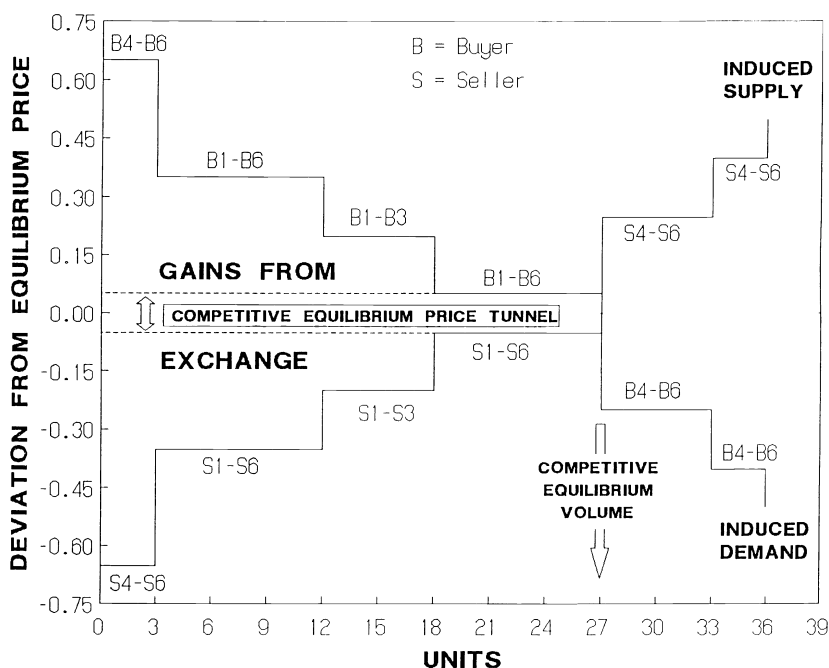 DEVIATION FROM EQUILIBRIUM PRICE
0.75
0.60
0.45
0.30
0.15
0.00
-0.15
-0.30
-0.45
-0.60
-0.75
B4-B6
B = Buyer
S = Seller
INDUCED
SUPPLY
B1-B6
B1-B3
S4-S6
S4-S6
GAINS FROM
B1-B6
COMPETITIVE EQUILIBRIUM PRICE TUNNEL
EXCHANGE
S1-S6
S1-S3
B4-B6
S1-S6
B4-B6
COMPETITIVE
EQUILIBRIUM
VOLUME
INDUCED
DEMAND
S4-S6
0 3 6 9 12 15 18 21 24 27 30 33 36 39
UNITS